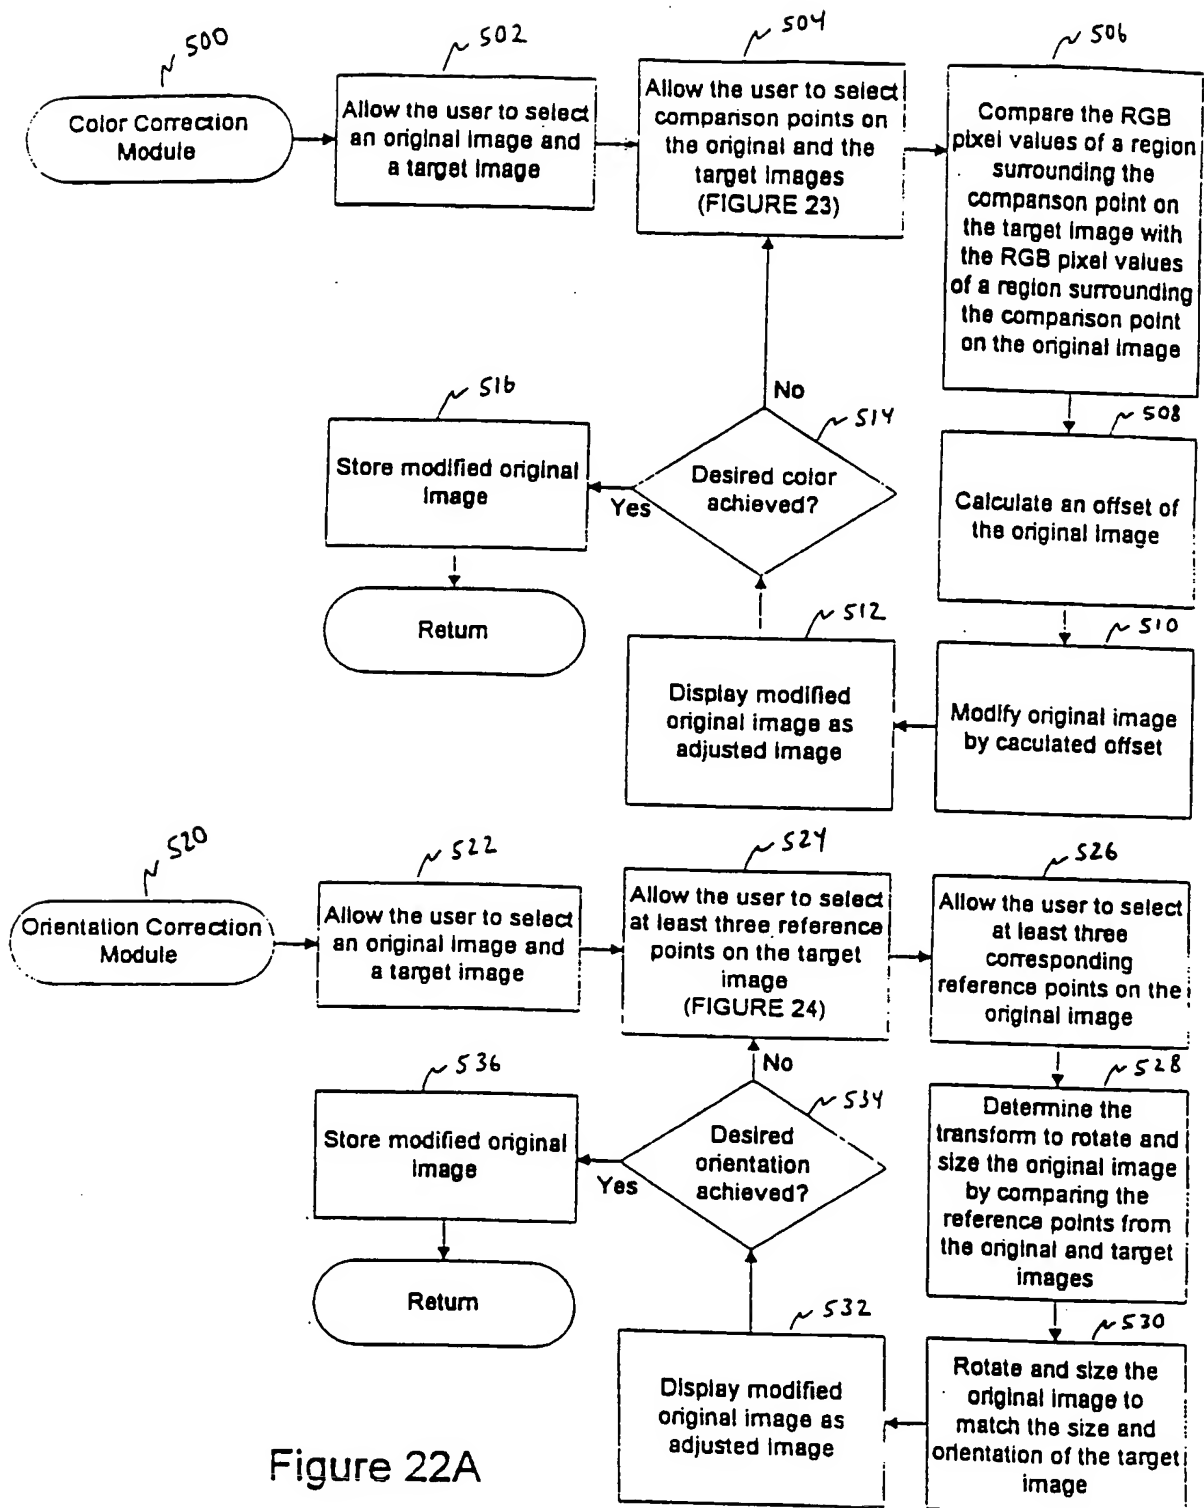 500
Color Correction
Module
502
Allow the user to select
an original image and
a target image
504
Allow the user to select
comparison points on
the original and the
target images
(FIGURE 23)
506
Compare the RGB
pixel values of a region
surrounding the
comparison point on
the target image with
the RGB pixel values
of a region surrounding
the comparison point
on the original image
508
Calculate an offset of
the original image
510
Modify original image
by caculated offset
512
Display modified
original image as
adjusted image
514
Desired color
achieved?
No
Yes
516
Store modified original
image
Return
520
Orientation Correction
Module
522
Allow the user to select
an original image and
a target image
524
Allow the user to select
at least three reference
points on the target
image
(FIGURE 24)
526
Allow the user to select
at least three
corresponding
reference points on the
original image
528
Determine the
transform to rotate and
size the original image
by comparing the
reference points from
the original and target
images
530
Rotate and size the
original image to
match the size and
orientation of the target
image
532
Display modified
original image as
adjusted image
534
Desired
orientation
achieved?
No
Yes
536
Store modified original
image
Return
Figure 22A